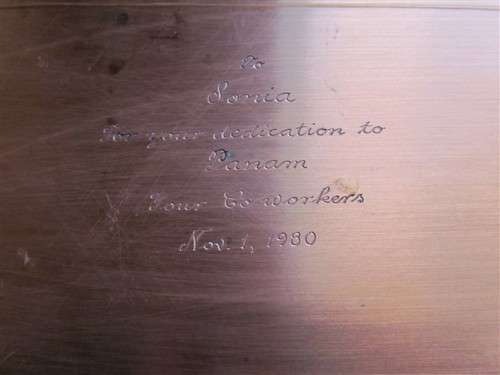 To
Sonia
For your dedication to
Panam
Your Co-workers
Nov. 1, 1980